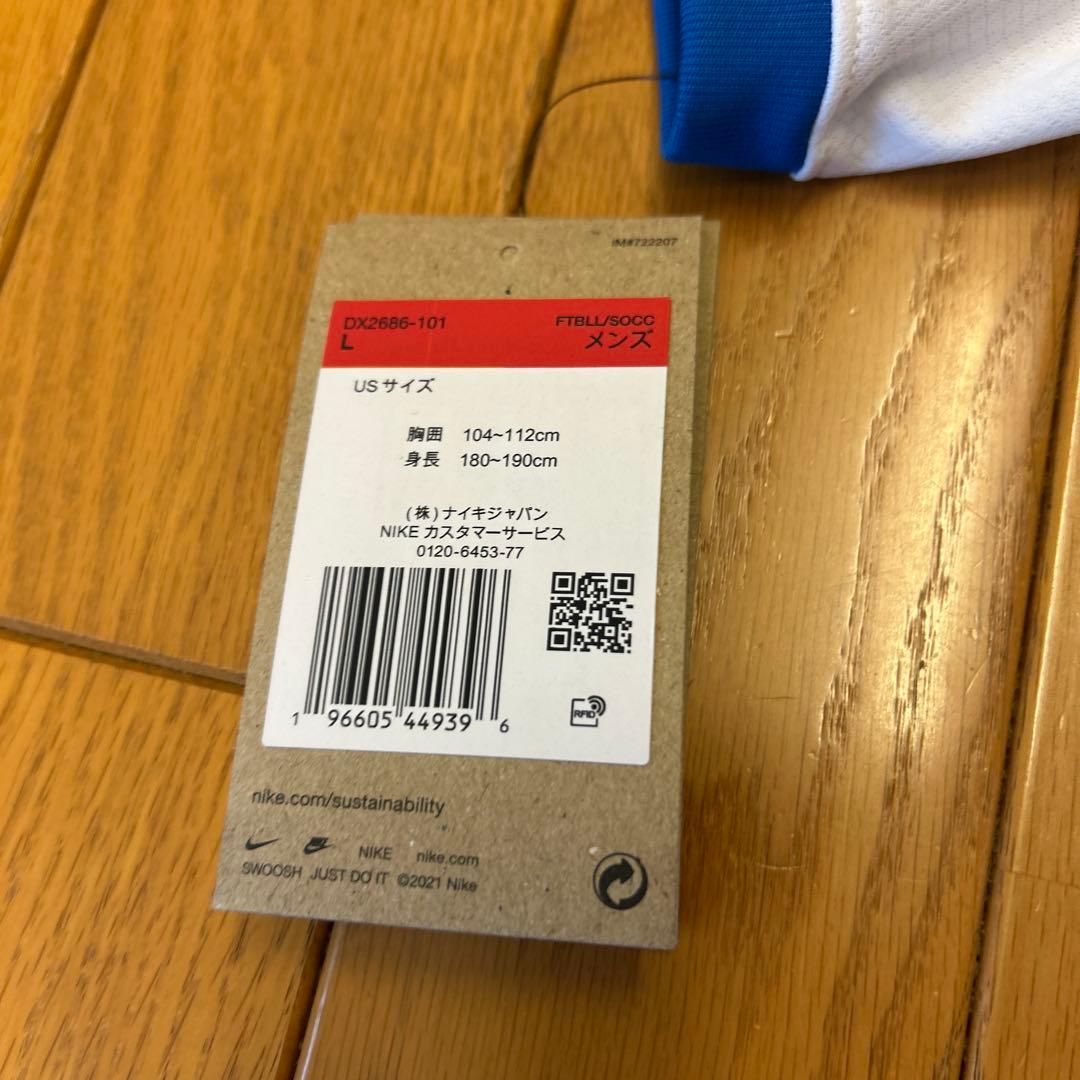 IM#722207
DX2686-101 FTBLL/SOCC
L メンズ
US サイズ
胸囲 104~112cm
身長 180~190cm
(株)ナイキジャパン
NIKE カスタマーサービス
0120-6453-77
RFID
1 96605 44939 6
nike.com/sustainability
NIKE nike.com
SWOOSH JUST DO IT ©2021 Nike